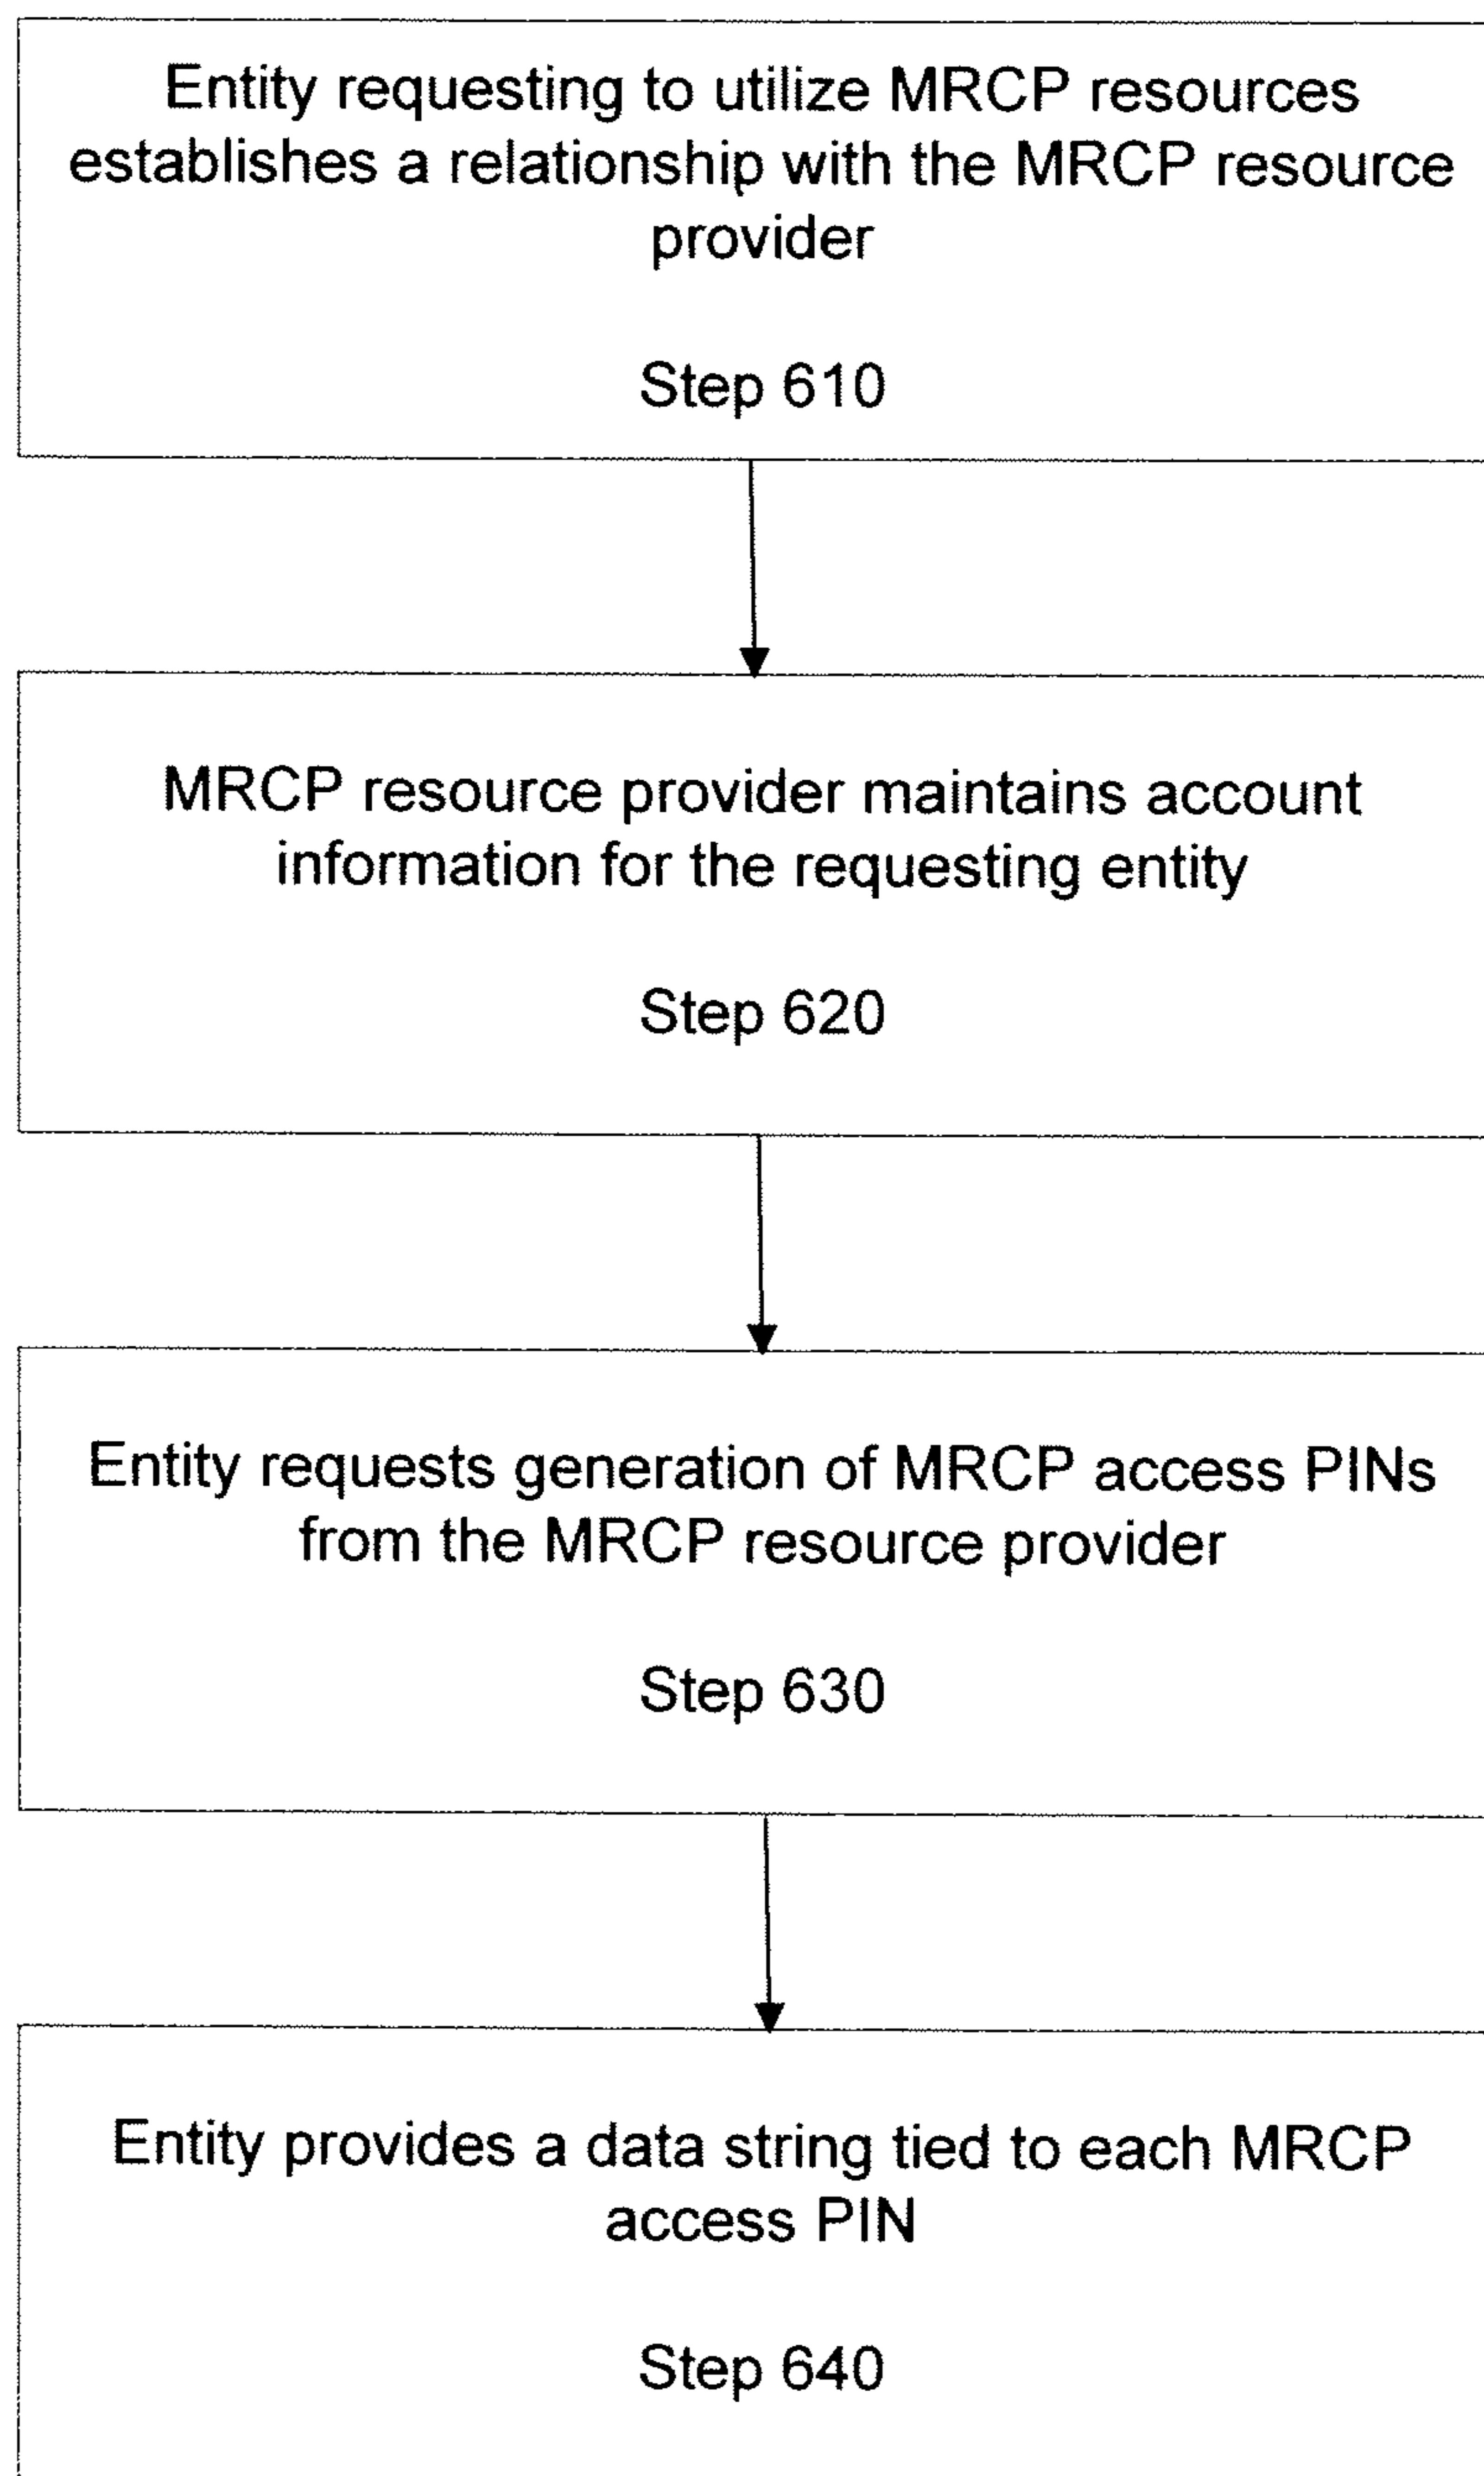 Entity requesting to utilize MRCP resources
establishes a relationship with the MRCP resource
provider
Step 610
MRCP resource provider maintains account
information for the requesting entity
Step 620
Entity requests generation of MRCP access PINs
from the MRCP resource provider
Step 630
Entity provides a data string tied to each MRCP
access PIN
Step 640